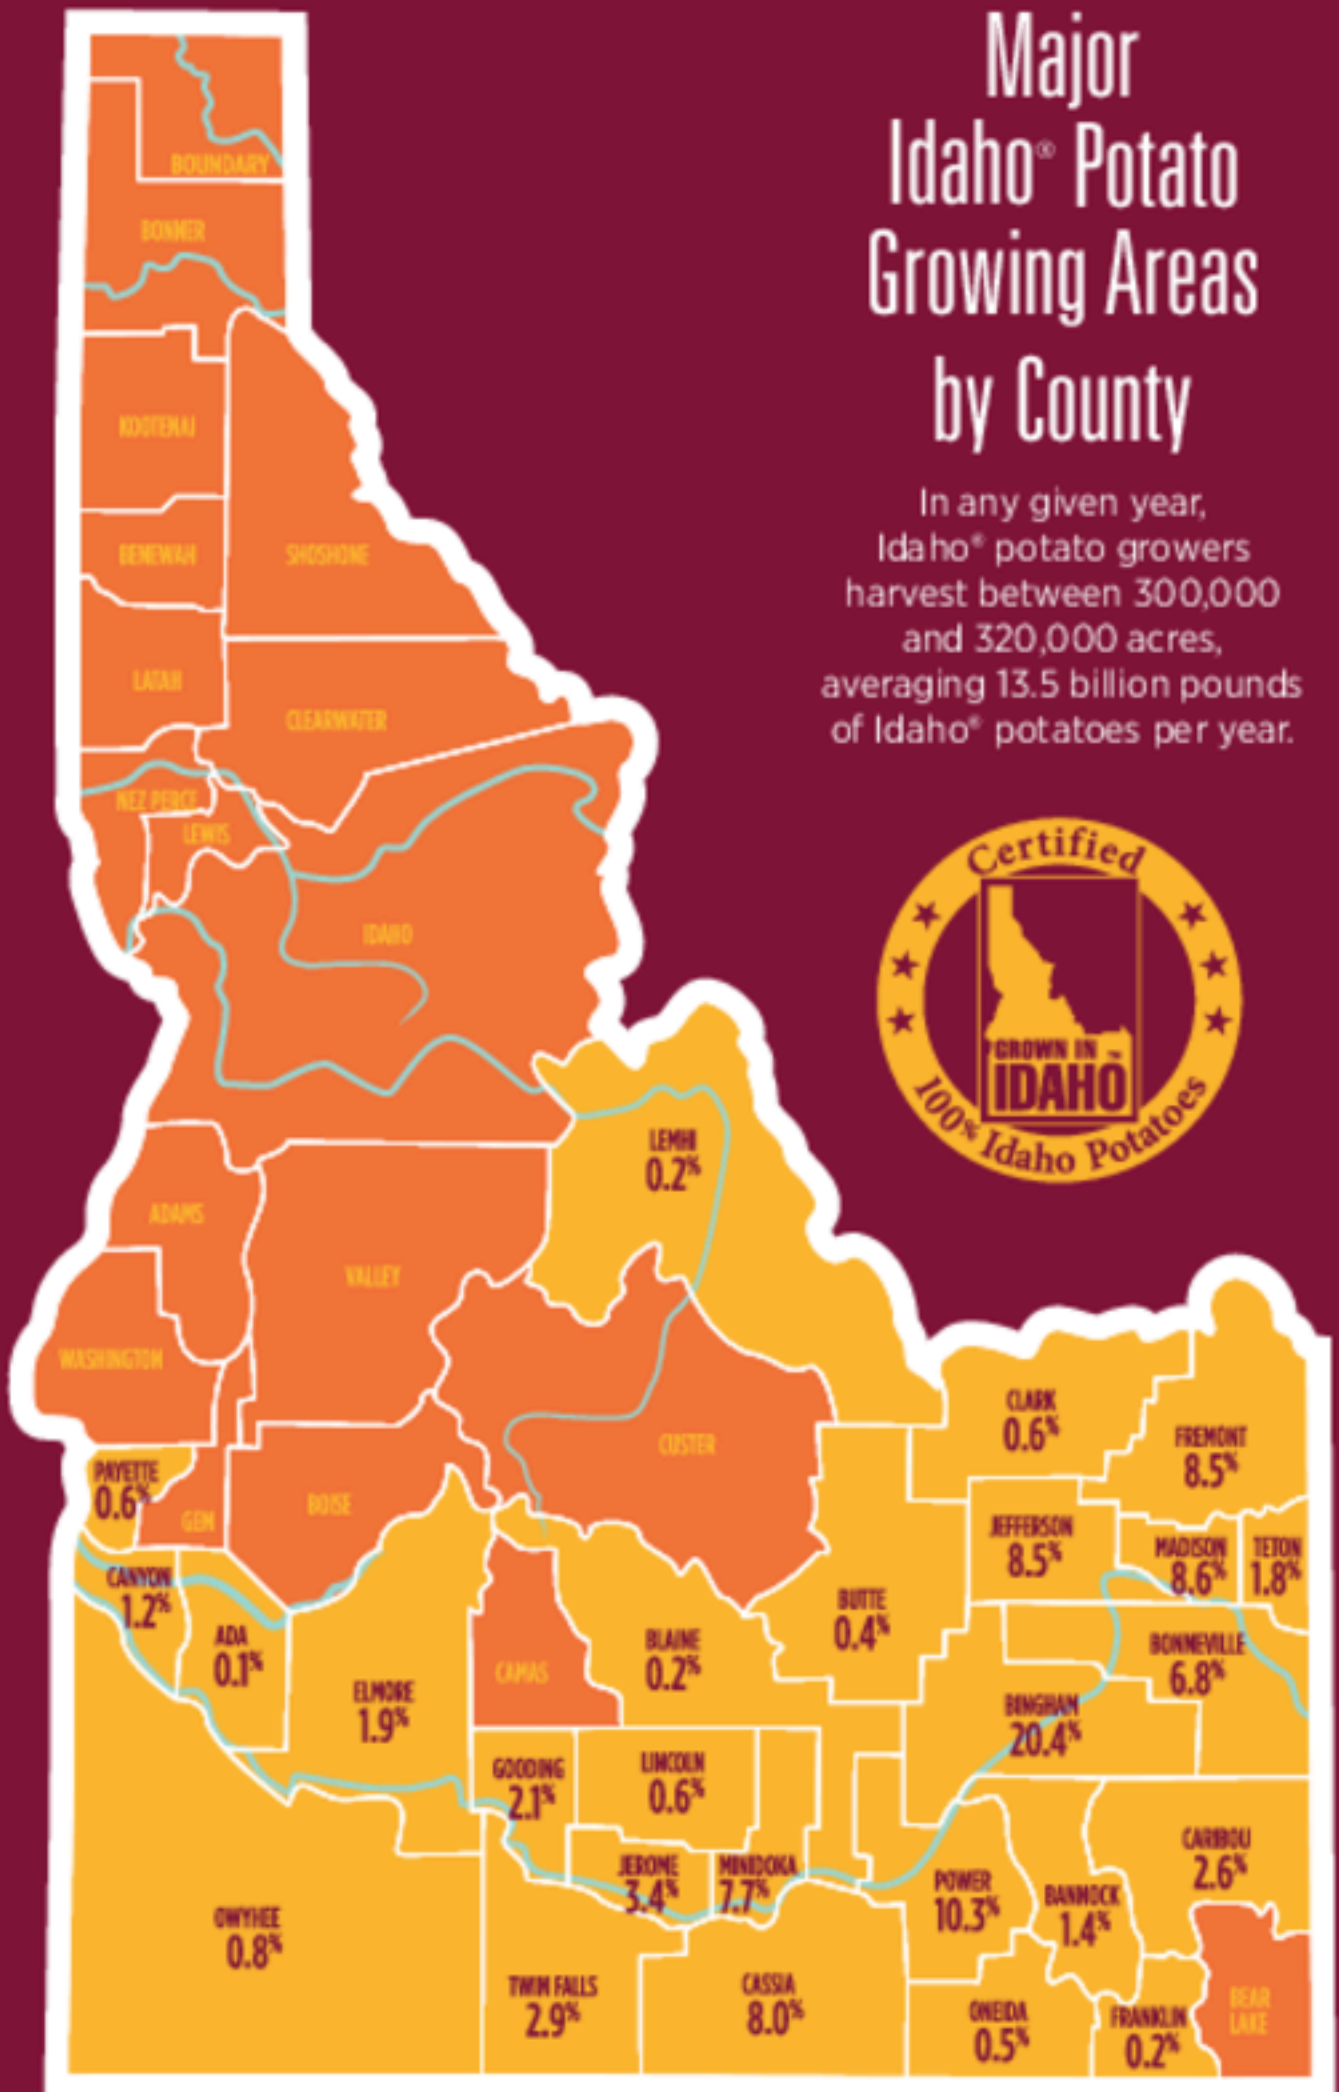 Major
Idaho® Potato
Growing Areas
by County
In any given year,
Idaho® potato growers
harvest between 300,000
and 320,000 acres,
averaging 13.5 billion pounds
of Idaho® potatoes per year.
Certified
GROWN IN
IDAHO
100% Idaho Potatoes
BOUNDARY
BONNER
KOOTENAI
BENEWAH
SHOSHONE
LATAH
CLEARWATER
NEZ PERCE
LEWIS
IDAHO
LEMHI
0.2%
ADAMS
VALLEY
WASHINGTON
CUSTER
CLARK
0.6%
FREMONT
8.5%
PAYETTE
0.6%
GEM
BOISE
JEFFERSON
8.5%
MADISON
8.6%
TETON
1.8%
CANYON
1.2%
ADA
0.1%
ELMORE
1.9%
CAMAS
BLAINE
0.2%
BUTTE
0.4%
BONNEVILLE
6.8%
BINGHAM
20.4%
GOODING
2.1%
LINCOLN
0.6%
JEROME
3.4%
MINIDOKA
7.7%
POWER
10.3%
BANNOCK
1.4%
CARIBOU
2.6%
OWYHEE
0.8%
TWIN FALLS
2.9%
CASSIA
8.0%
ONEIDA
0.5%
FRANKLIN
0.2%
BEAR
LAKE